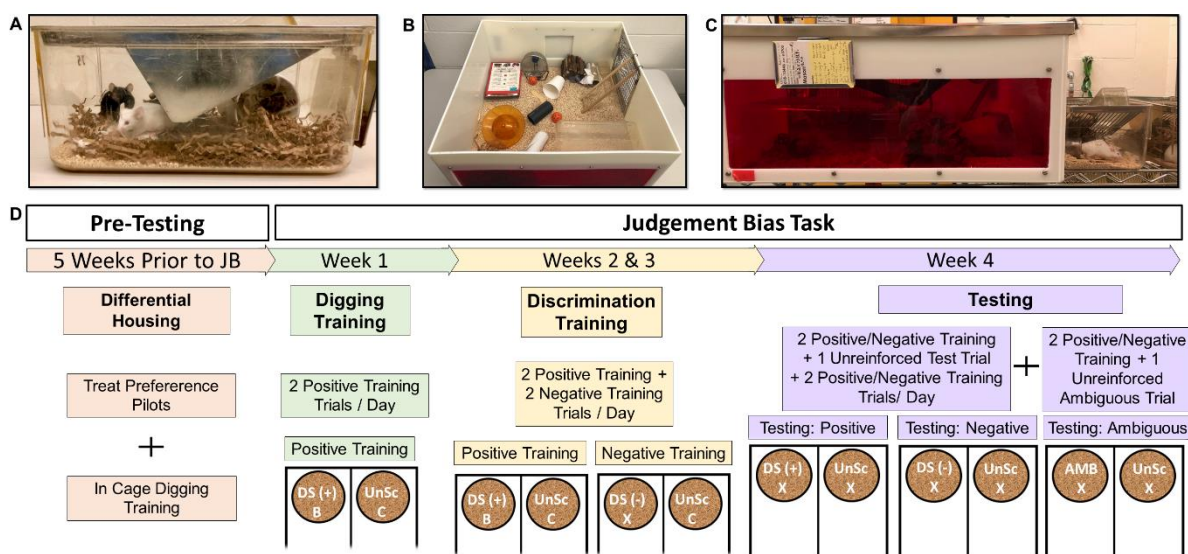 A
B
C
D
Pre-Testing
Judgement Bias Task
5 Weeks Prior to JB
Week 1
Weeks 2 & 3
Week 4
Differential
Housing
Digging
Training
Discrimination
Training
Testing
Treat Prefererence
Pilots
+
In Cage Digging
Training
2 Positive Training
Trials / Day
Positive Training
DS (+)
B
UnSc
C
2 Positive Training +
2 Negative Training
Trials / Day
Positive Training
Negative Training
DS (+)
B
UnSc
C
DS (-)
X
UnSc
C
2 Positive/Negative Training
+ 1 Unreinforced Test Trial
+ 2 Positive/Negative Training
Trials/ Day
+
2 Positive/Negative
Training + 1
Unreinforced
Ambiguous Trial
Testing: Positive
Testing: Negative
Testing: Ambiguous
DS (+)
X
UnSc
X
DS (-)
X
UnSc
X
AMB
X
UnSc
X